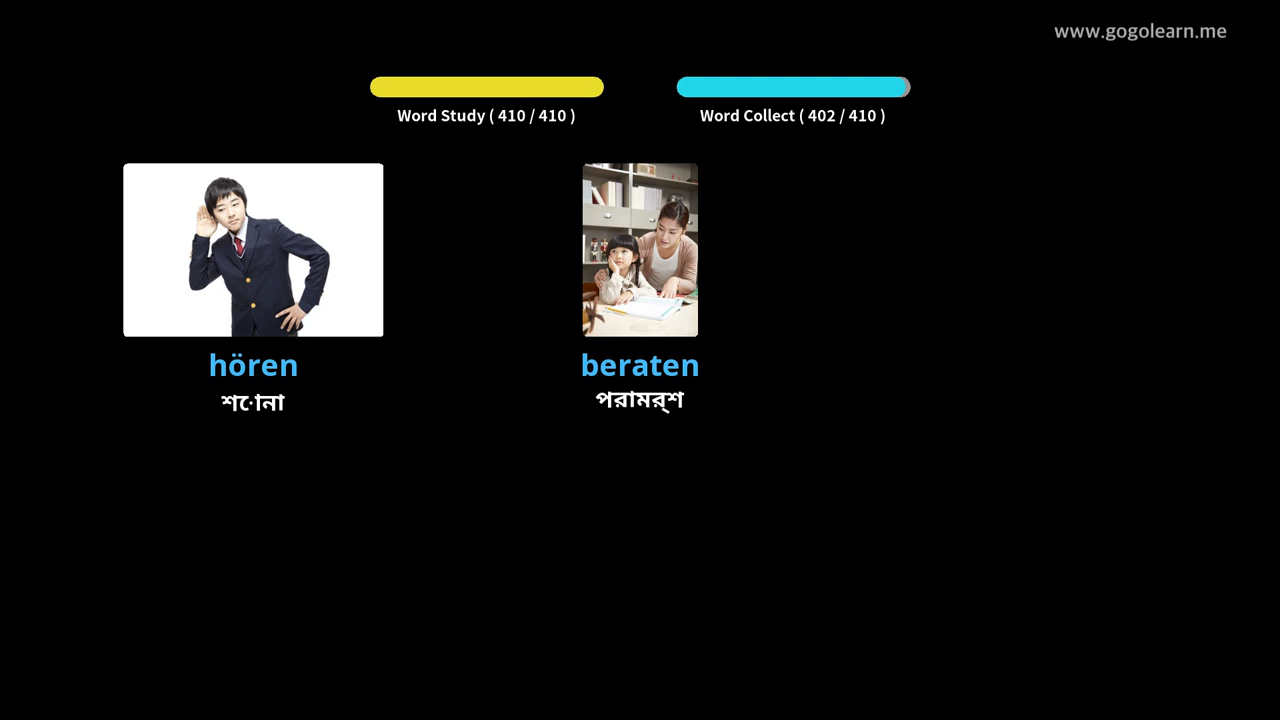 www.gogolearn.me
Word Study ( 410 / 410 )
Word Collect ( 402 / 410 )
hören
শোনা
beraten
পরামর্শ